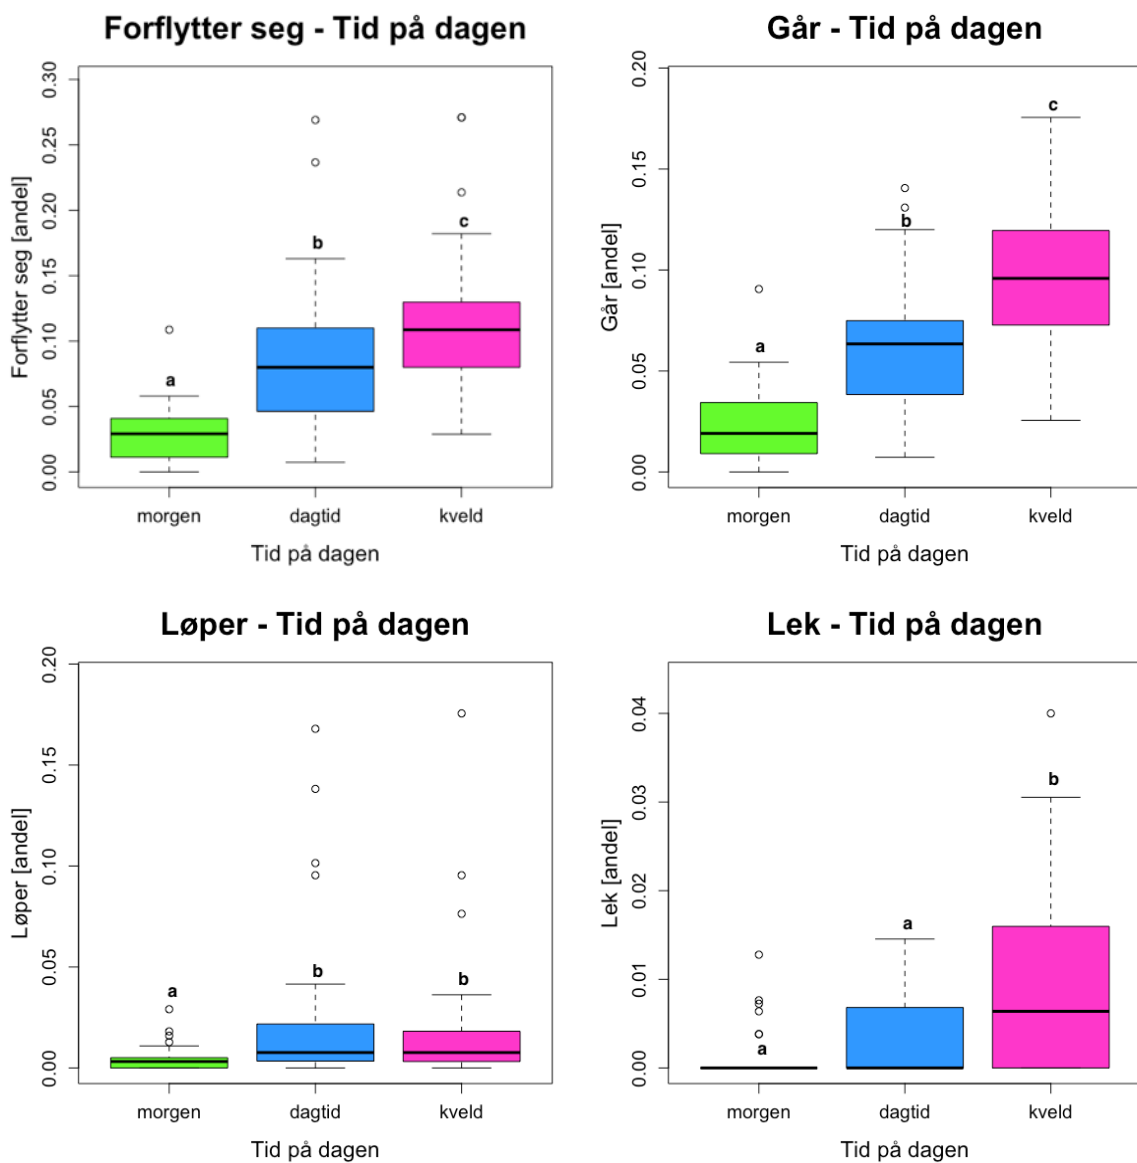 Forflytter seg - Tid på dagen
Forflytter seg [andel]
0.30
0.25
0.20
0.15
0.10
0.05
0.00
a
b
c
morgen dagtid kveld
Tid på dagen
Går - Tid på dagen
Går [andel]
0.20
0.15
0.10
0.05
0.00
a
b
c
morgen dagtid kveld
Tid på dagen
Løper - Tid på dagen
Løper [andel]
0.20
0.15
0.10
0.05
0.00
a
b
b
morgen dagtid kveld
Tid på dagen
Lek - Tid på dagen
Lek [andel]
0.04
0.03
0.02
0.01
0.00
a
a
b
morgen dagtid kveld
Tid på dagen